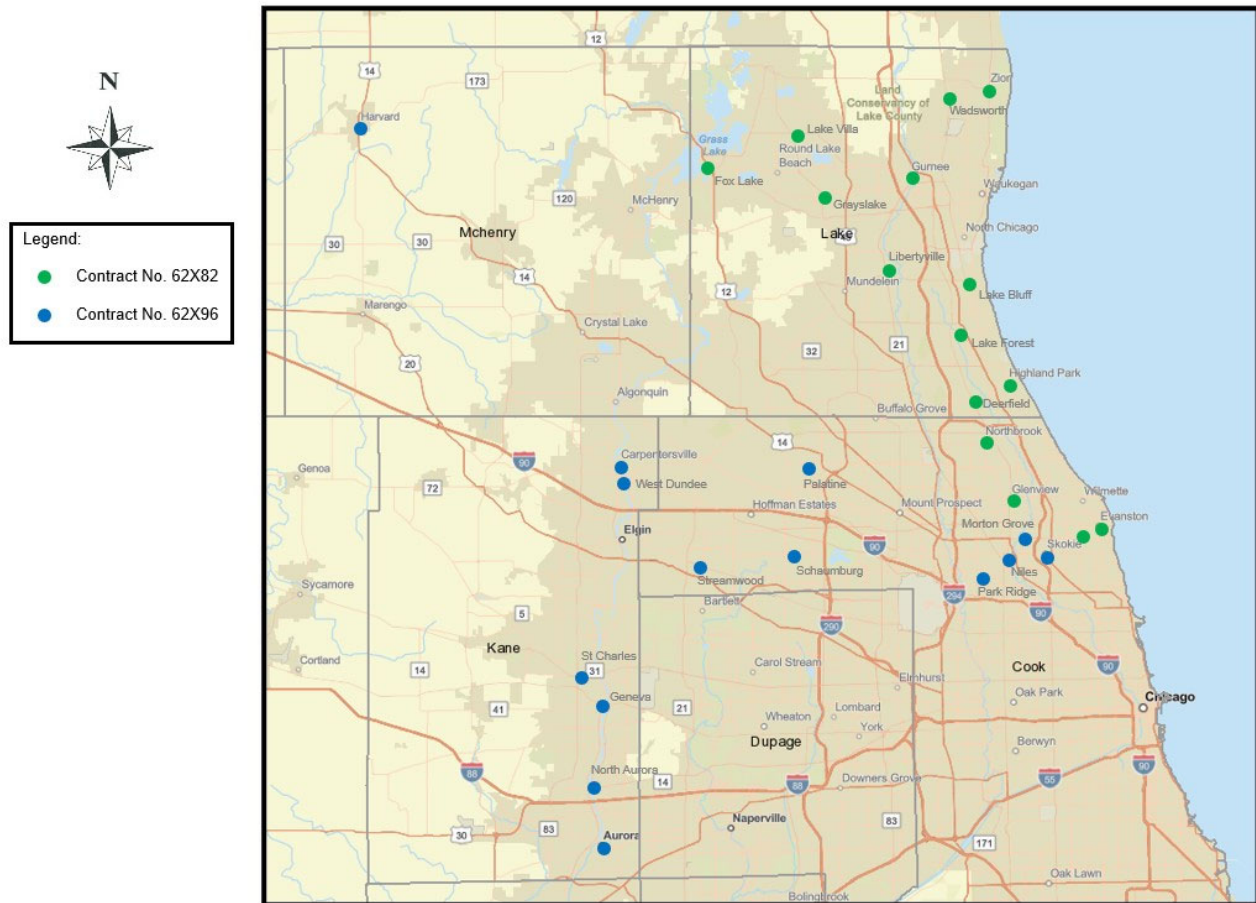 N
Legend:
Contract No. 62X82
Contract No. 62X96
12
14
173
Harvard
Zion
Land
Conservancy of
Lake County
Wadsworth
Grass
Lake
Lake Villa
Round Lake
Beach
Fox Lake
Gurnee
Waukegan
120
McHenry
Grayslake
Mchenry
30
30
Lake
45
North Chicago
14
Libertyville
Mundelein
12
Lake Bluff
Marengo
Crystal Lake
32
21
Lake Forest
20
Highland Park
Algonquin
Deerfield
Buffalo Grove
Northbrook
14
90
Carpentersville
Genoa
72
West Dundee
Palatine
Glenview
Wilmette
Hoffman Estates
Mount Prospect
Morton Grove
Evanston
Elgin
90
Skokie
Schaumburg
Niles
Streamwood
Sycamore
Park Ridge
294
90
Bartlett
5
290
Kane
St Charles
Cortland
14
31
Carol Stream
Cook
90
Elmhurst
Geneva
Oak Park
Chicago
41
21
Lombard
Wheaton
York
Dupage
Berwyn
88
North Aurora
14
88
Downers Grove
55
90
83
30
Aurora
Naperville
83
171
Oak Lawn
Bolingbrook